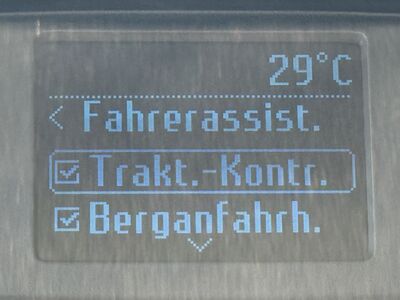 29°C
< Fahrerassist.
☑ Trakt.-Kontr.
☑ Berganfahrh.